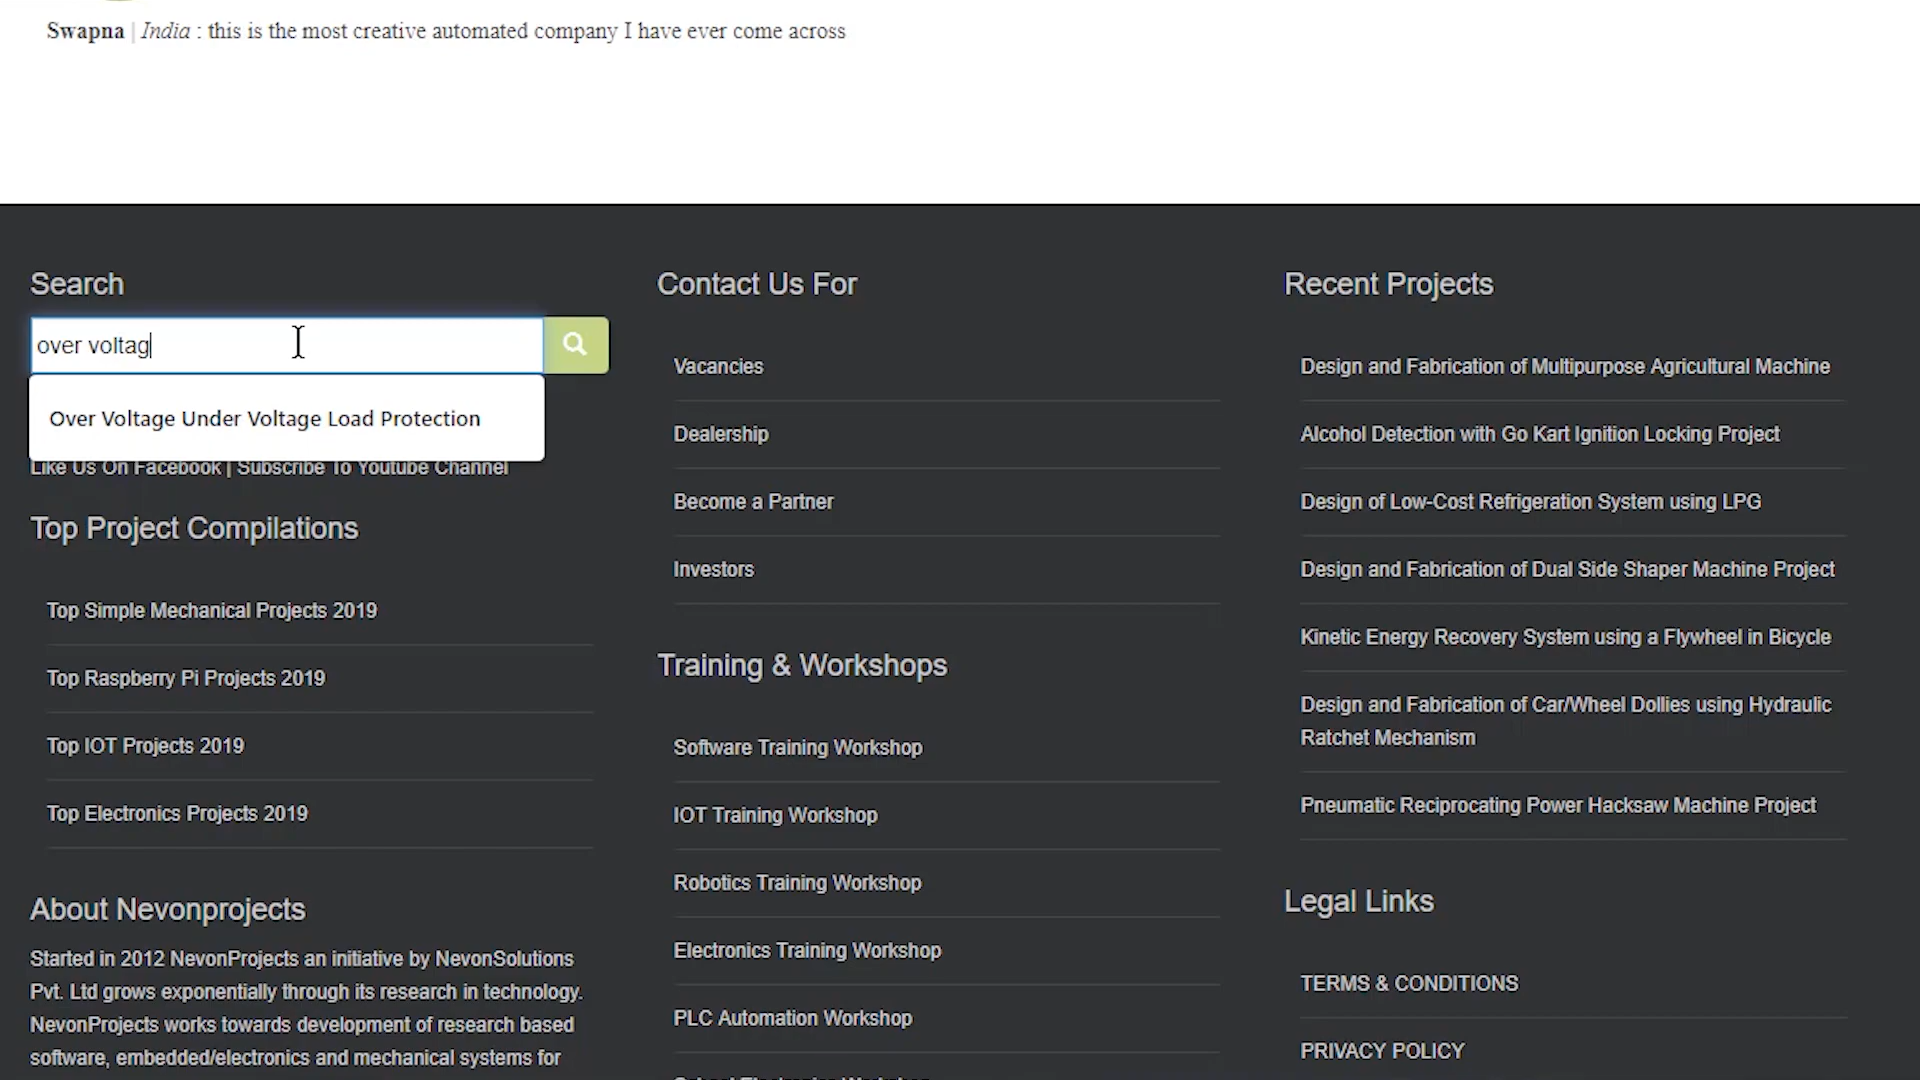 Swapna | India : this is the most creative automated company I have ever come across
Search
over voltag
Over Voltage Under Voltage Load Protection
Like Us On Facebook | Subscribe To Youtube Channel
Top Project Compilations
Top Simple Mechanical Projects 2019
Top Raspberry Pi Projects 2019
Top IOT Projects 2019
Top Electronics Projects 2019
About Nevonprojects
Started in 2012 NevonProjects an initiative by NevonSolutions
Pvt. Ltd grows exponentially through its research in technology.
NevonProjects works towards development of research based
software, embedded/electronics and mechanical systems for
Contact Us For
Vacancies
Dealership
Become a Partner
Investors
Training & Workshops
Software Training Workshop
IOT Training Workshop
Robotics Training Workshop
Electronics Training Workshop
PLC Automation Workshop
Recent Projects
Design and Fabrication of Multipurpose Agricultural Machine
Alcohol Detection with Go Kart Ignition Locking Project
Design of Low-Cost Refrigeration System using LPG
Design and Fabrication of Dual Side Shaper Machine Project
Kinetic Energy Recovery System using a Flywheel in Bicycle
Design and Fabrication of Car/Wheel Dollies using Hydraulic
Ratchet Mechanism
Pneumatic Reciprocating Power Hacksaw Machine Project
Legal Links
TERMS & CONDITIONS
PRIVACY POLICY